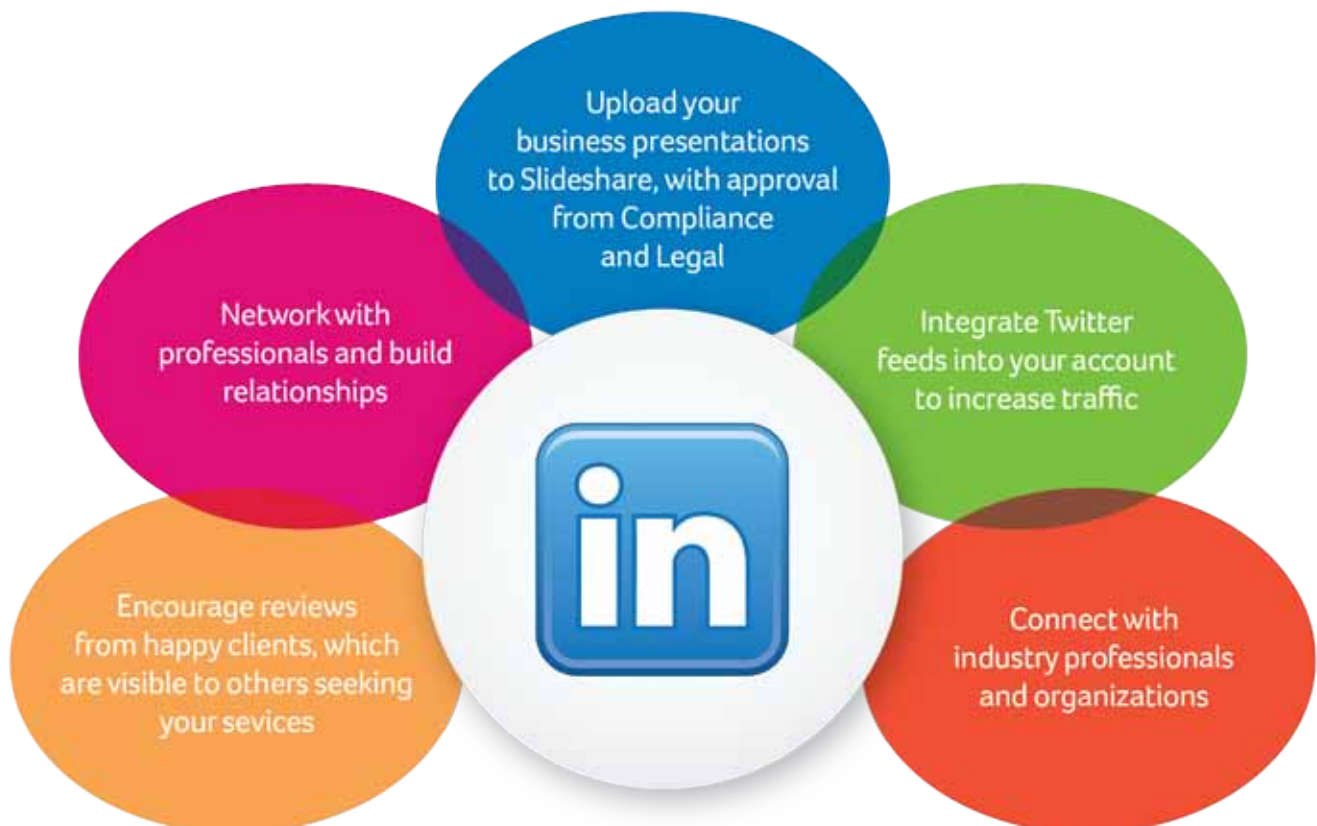 Upload your
business presentations
to Slideshare, with approval
from Compliance
and Legal
Network with
professionals and build
relationships
Integrate Twitter
feeds into your account
to increase traffic
in
Encourage reviews
from happy clients, which
are visible to others seeking
your sevices
Connect with
industry professionals
and organizations